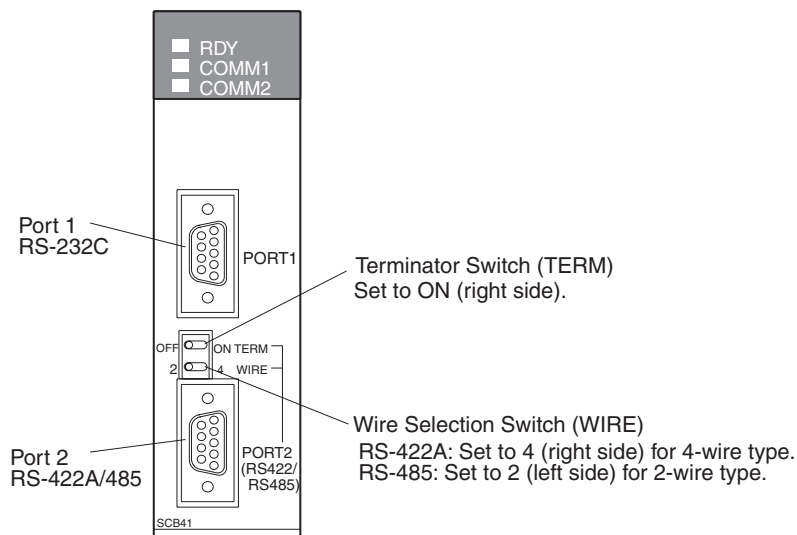 RDY
COMM1
COMM2
Port 1
RS-232C
PORT1
Terminator Switch (TERM)
Set to ON (right side).
OFF ON TERM
2 4 WIRE
Wire Selection Switch (WIRE)
RS-422A: Set to 4 (right side) for 4-wire type.
RS-485: Set to 2 (left side) for 2-wire type.
Port 2
RS-422A/485
PORT2
(RS422/
RS485)
SCB41